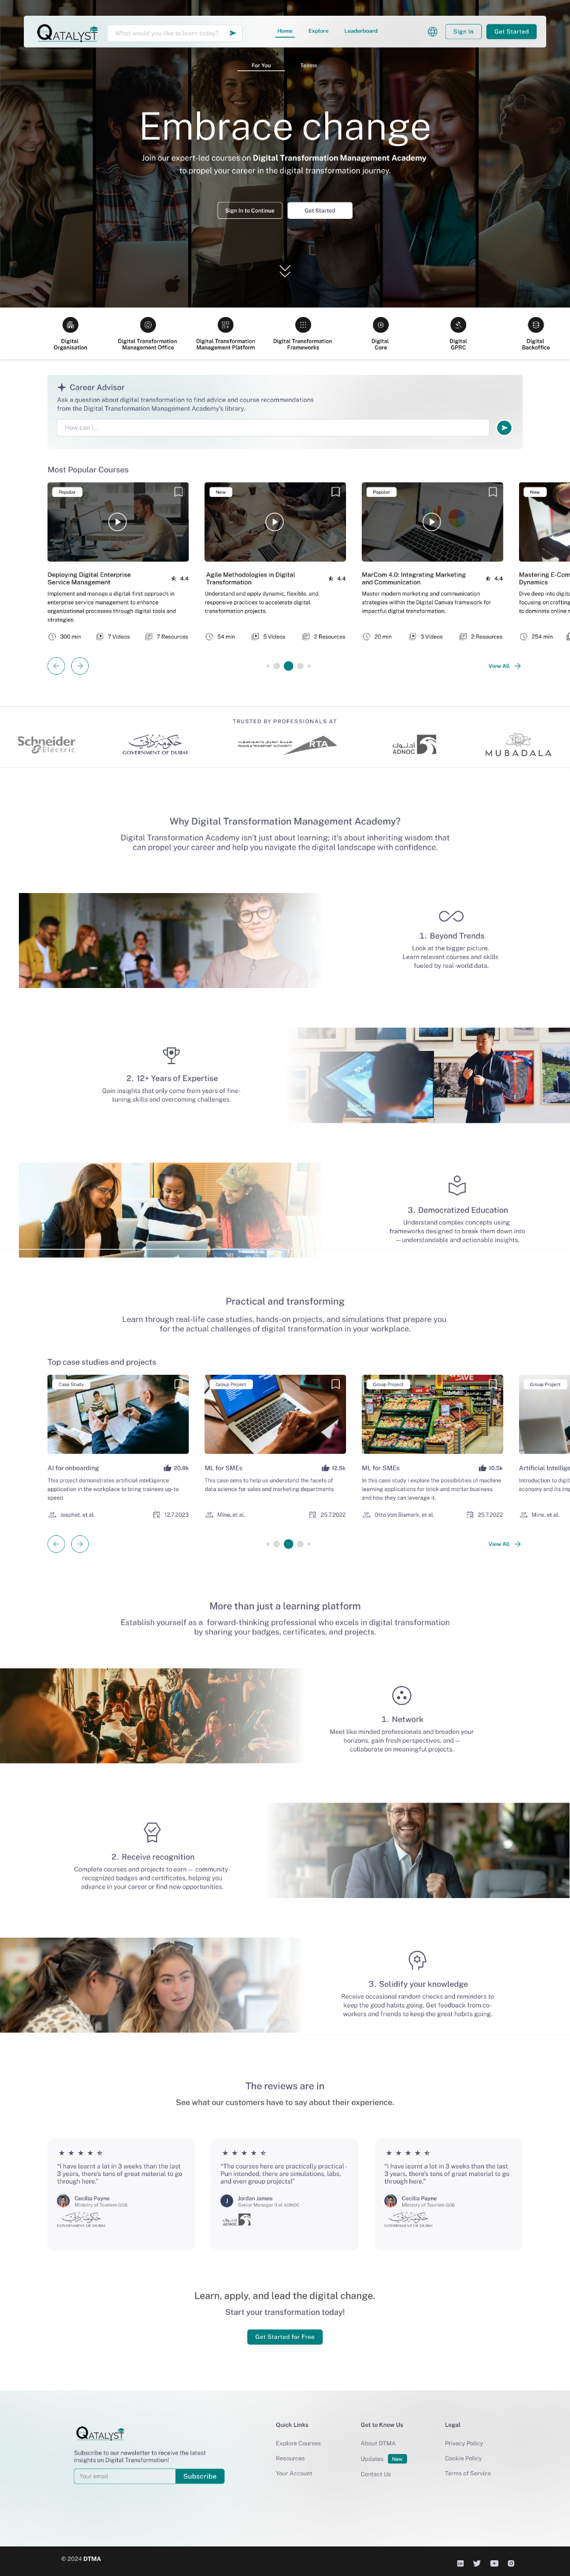 QATALYST
What would you like to learn today?
Home Explore Leaderboard
Sign in Get Started
For You Teams
Embrace change
Join our expert-led courses on Digital Transformation Management Academy
to propel your career in the digital transformation journey.
Sign In to Continue Get Started
Digital
Organisation
Digital Transformation
Management Office
Digital Transformation
Management Platform
Digital Transformation
Frameworks
Digital
Core
Digital
GPRC
Digital
Backoffice
Career Advisor
Ask a question about digital transformation to find advice and course recommendations
from the Digital Transformation Management Academy's library.
How can I...
Most Popular Courses
Popular
Deploying Digital Enterprise
Service Management
4.4
Implement and manage a digital-first approach in
enterprise service management to enhance
organizational processes through digital tools and
strategies.
300 min 7 Videos 7 Resources
New
Agile Methodologies in Digital
Transformation
4.4
Understand and apply dynamic, flexible, and
responsive practices to accelerate digital
transformation projects.
54 min 5 Videos 2 Resources
Popular
MarCom 4.0: Integrating Marketing
and Communication
4.4
Master modern marketing and communication
strategies within the Digital Canvas framework for
impactful digital transformation.
20 min 3 Videos 2 Resources
New
Mastering E-Com
Dynamics
Dive deep into digita
focusing on crafting
to dominate online m
254 min
View All
TRUSTED BY PROFESSIONALS AT
Schneider
Electric
GOVERNMENT OF DUBAI
ROADS & TRANSPORT AUTHORITY
RTA
أدنوك
ADNOC
MUBADALA
Why Digital Transformation Management Academy?
Digital Transformation Academy isn't just about learning; it's about inheriting wisdom that
can propel your career and help you navigate the digital landscape with confidence.
1. Beyond Trends
Look at the bigger picture.
Learn relevant courses and skills
fueled by real-world data.
2. 12+ Years of Expertise
Gain insights that only come from years of fine-
tuning skills and overcoming challenges.
3. Democratized Education
Understand complex concepts using
frameworks designed to break them down into
— understandable and actionable insights.
Practical and transforming
Learn through real-life case studies, hands-on projects, and simulations that prepare you
for the actual challenges of digital transformation in your workplace.
Top case studies and projects
Case Study
AI for onboarding
20.9k
This project demonstrates artificial intelligence
application in the workplace to bring trainees up-to
speed
Josphat, et al. 12.7.2023
Group Project
ML for SMEs
12.5k
This case aims to help us understand the facets of
data science for sales and marketing departments
Mine, et al. 25.7.2022
Group Project
SAVE
ML for SMEs
10.5k
In this case study I explore the possibilities of machine
learning applications for brick and mortar business
and how they can leverage it.
Otto Von Bismark, et al. 25.7.2022
Group Project
Artificial Intellige
Introduction to digit
economy and its imp
Mine, et al.
View All
More than just a learning platform
Establish yourself as a forward-thinking professional who excels in digital transformation
by sharing your badges, certificates, and projects.
1. Network
Meet like minded professionals and broaden your
horizons, gain fresh perspectives, and —
collaborate on meaningful projects.
2. Receive recognition
Complete courses and projects to earn — community-
recognized badges and certificates, helping you
advance in your career or find new opportunities.
3. Solidify your knowledge
Receive occasional random checks and reminders to
keep the good habits going. Get feedback from co-
workers and friends to keep the great habits going.
The reviews are in
See what our customers have to say about their experience.
"I have learnt a lot in 3 weeks than the last
3 years, there's tons of great material to go
through here."
Cecilia Payne
Ministry of Tourism GOB
GOVERNMENT OF DUBAI
"The courses here are practically practical -
Pun intended, there are simulations, labs,
and even group projects!"
J
Jordan James
Senior Manager II at ADNOC
ADNOC
"I have learnt a lot in 3 weeks than the last
3 years, there's tons of great material to go
through here."
Cecilia Payne
Ministry of Tourism GOB
GOVERNMENT OF DUBAI
Learn, apply, and lead the digital change.
Start your transformation today!
Get Started for Free
QATALYST
Subscribe to our newsletter to receive the latest
insights on Digital Transformation!
Your email Subscribe
Quick Links
Explore Courses
Resources
Your Account
Get to Know Us
About DTMA
Updates New
Contact Us
Legal
Privacy Policy
Cookie Policy
Terms of Service
© 2024 DTMA